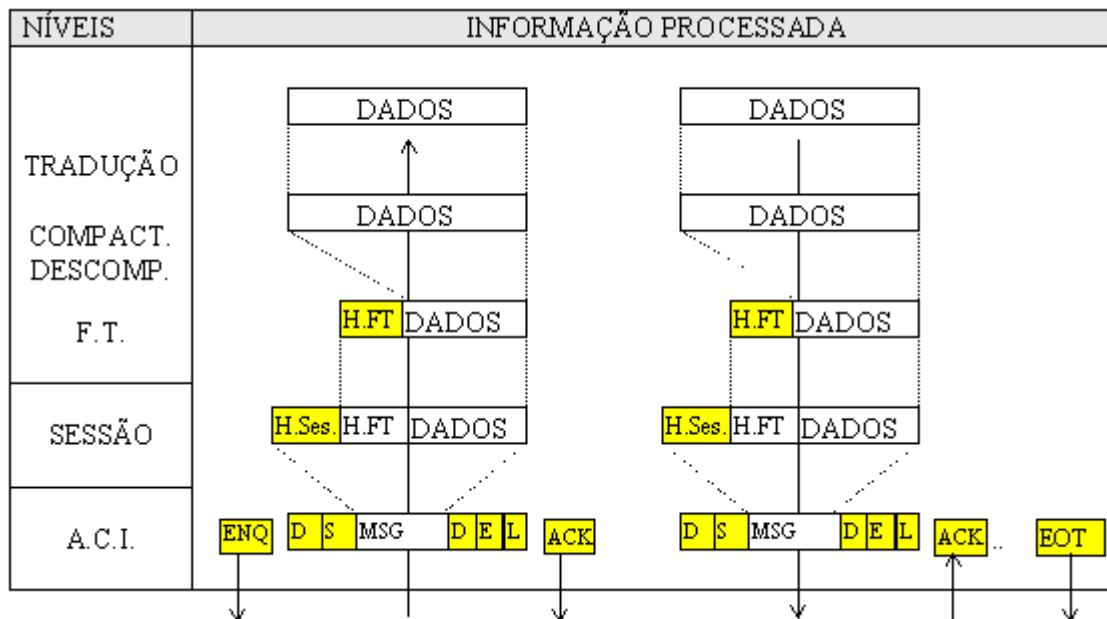 NÍVEIS INFORMAÇÃO PROCESSADA
DADOS DADOS
TRADUÇÃO
DADOS DADOS
COMPACT.
DESCOMP.
H.FT DADOS H.FT DADOS
F.T.
H.Ses. H.FT DADOS H.Ses. H.FT DADOS
SESSÃO
ENQ D S MSG D E L ACK D S MSG D E L ACK .. EOT
A.C.I.